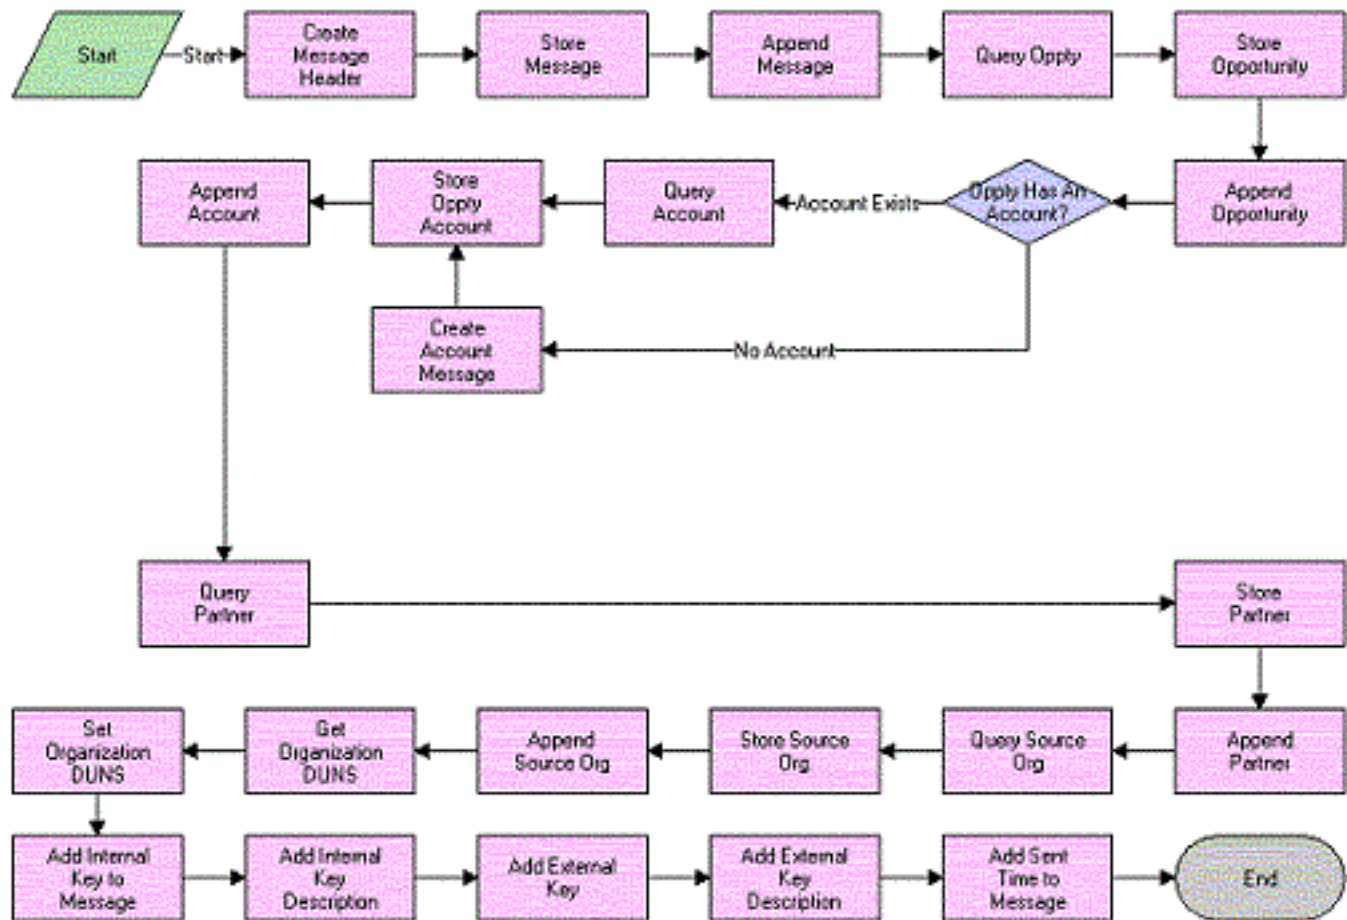 Start
Start
Create
Message
Header
Store
Message
Append
Message
Query Oppty
Store
Opportunity
Append
Account
Store
Oppty
Account
Query
Account
Account Exists
Oppty Has An
Account?
Append
Opportunity
Create
Account
Message
No Account
Query
Partner
Store
Partner
Set
Organization
DUNS
Get
Organization
DUNS
Append
Source Org
Store Source
Org
Query Source
Org
Append
Partner
Add Internal
Key to
Message
Add Internal
Key
Description
Add External
Key
Add External
Key
Description
Add Sent
Time to
Message
End